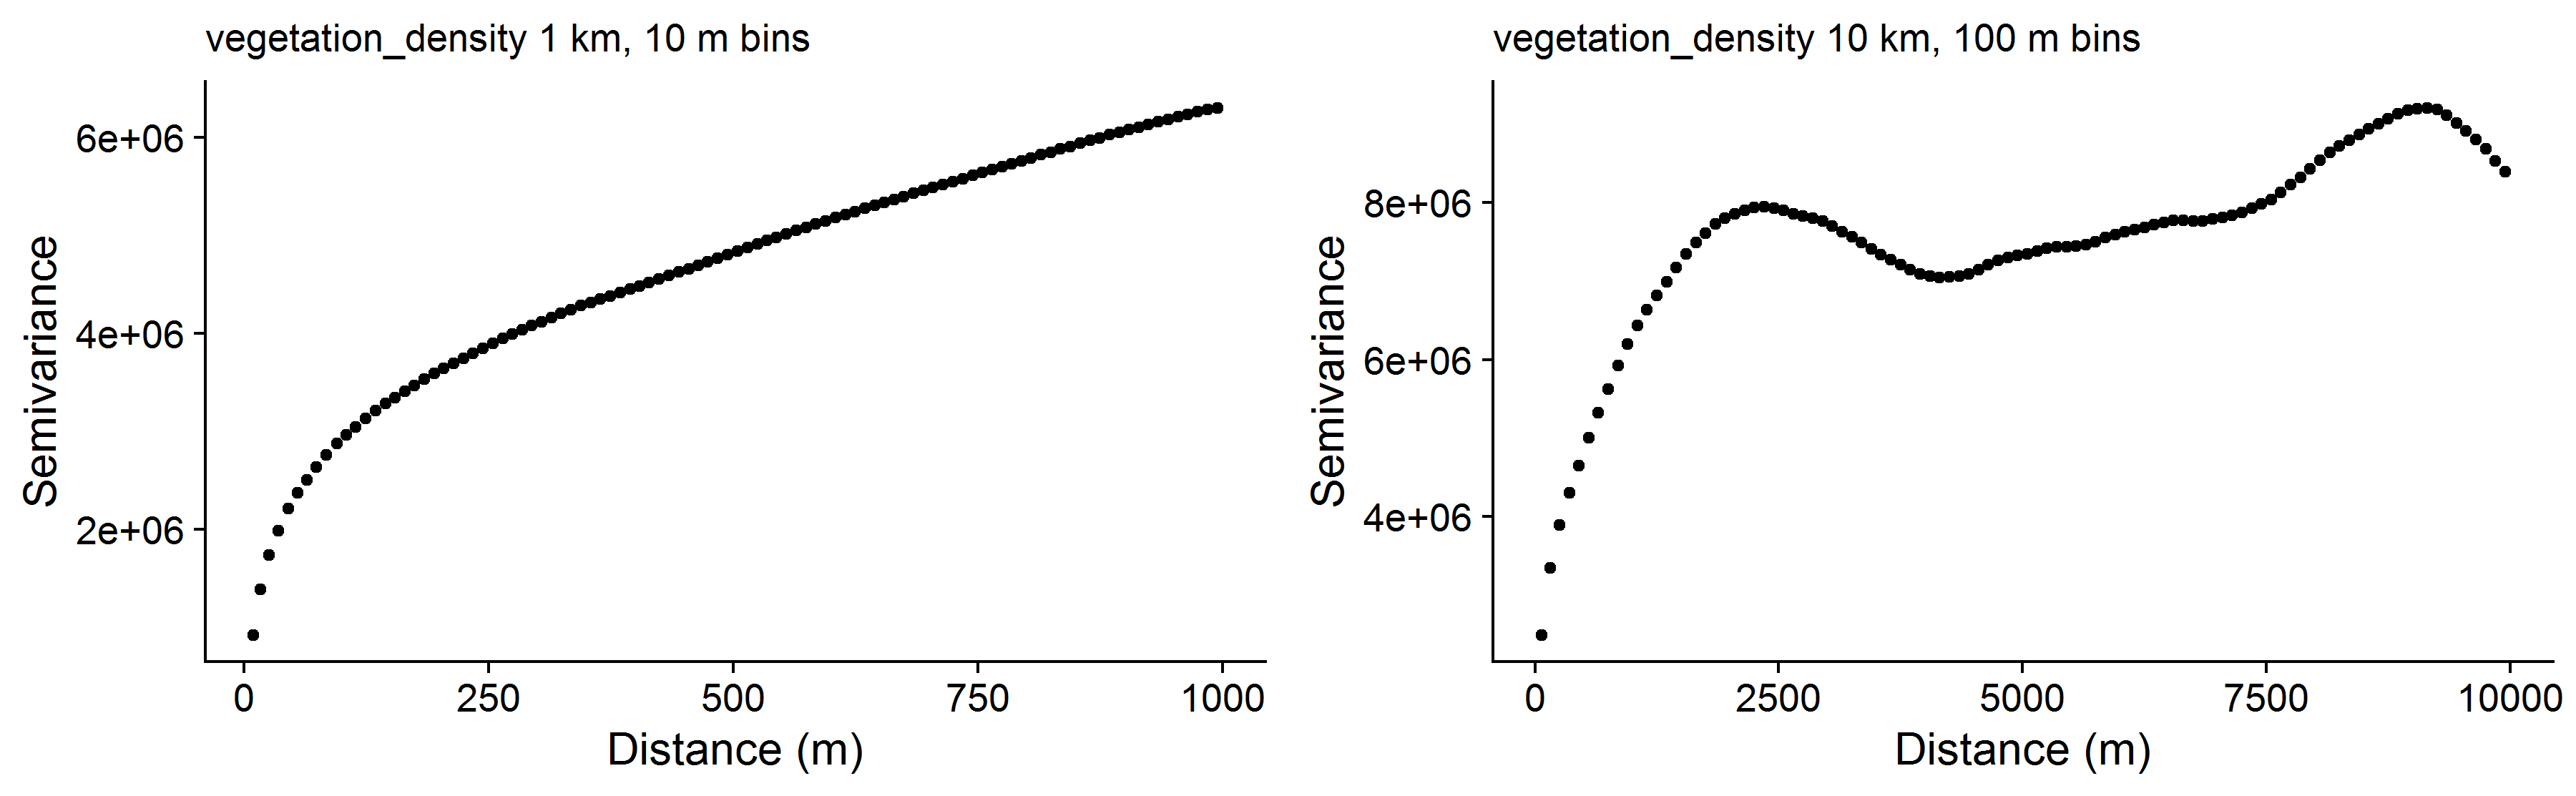 vegetation_density 1 km, 10 m bins
Semivariance
6e+06
4e+06
2e+06
0 250 500 750 1000
Distance (m)
vegetation_density 10 km, 100 m bins
Semivariance
8e+06
6e+06
4e+06
0 2500 5000 7500 10000
Distance (m)